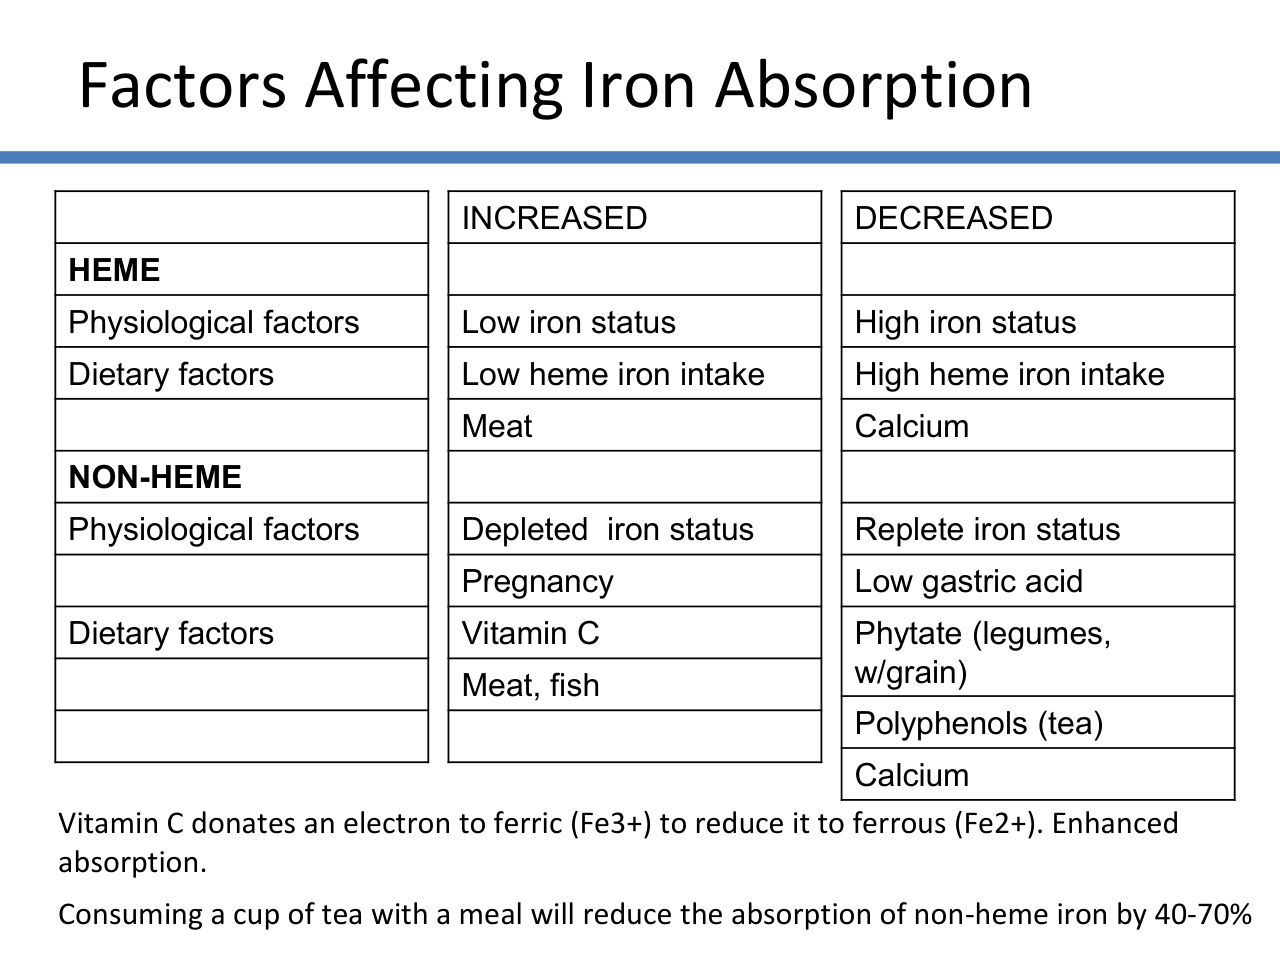 Factors Affecting Iron Absorption
INCREASED DECREASED
HEME
Physiological factors Low iron status High iron status
Dietary factors Low heme iron intake High heme iron intake
Meat Calcium
NON-HEME
Physiological factors Depleted  iron status Replete iron status
Pregnancy Low gastric acid
Dietary factors Vitamin C Phytate (legumes,
w/grain)
Meat, fish
Polyphenols (tea)
Calcium
Vitamin C donates an electron to ferric (Fe3+) to reduce it to ferrous (Fe2+). Enhanced
absorption.
Consuming a cup of tea with a meal will reduce the absorption of non-heme iron by 40-70%